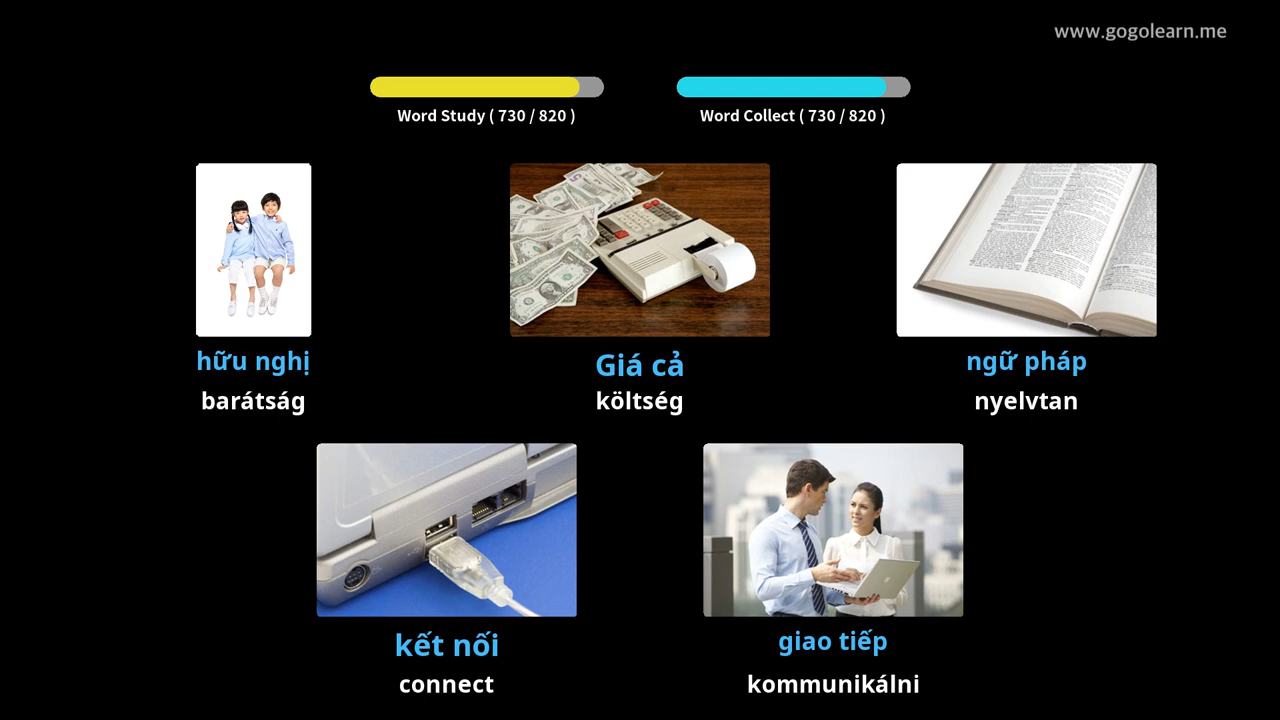 www.gogolearn.me
Word Study ( 730 / 820 )
Word Collect ( 730 / 820 )
hữu nghị
barátság
Giá cả
költség
ngữ pháp
nyelvtan
kết nối
connect
giao tiếp
kommunikálni